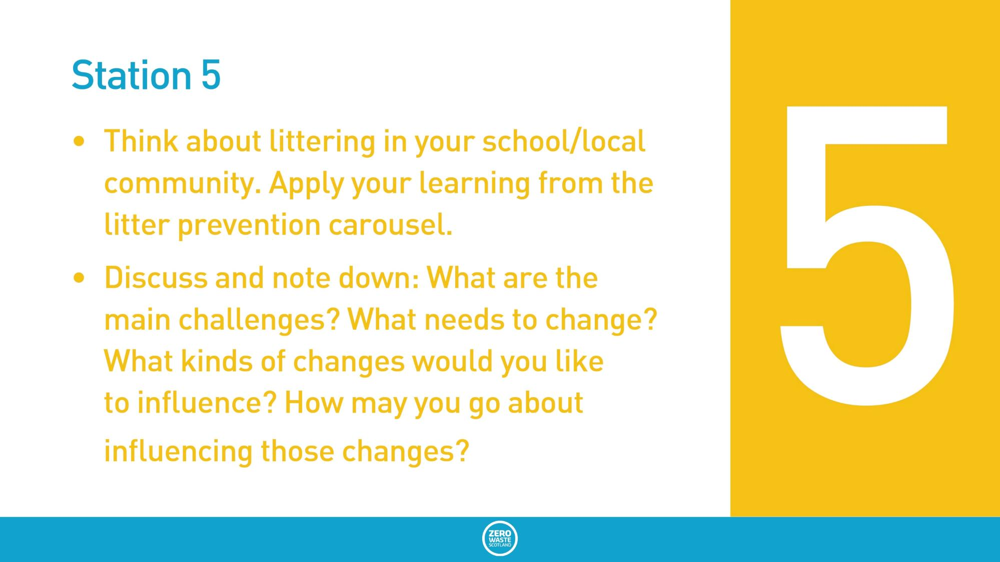 Station 5
• Think about littering in your school/local
community. Apply your learning from the
litter prevention carousel.
• Discuss and note down: What are the
main challenges? What needs to change?
What kinds of changes would you like
to influence? How may you go about
influencing those changes?
5
ZERO
WASTE
SCOTLAND